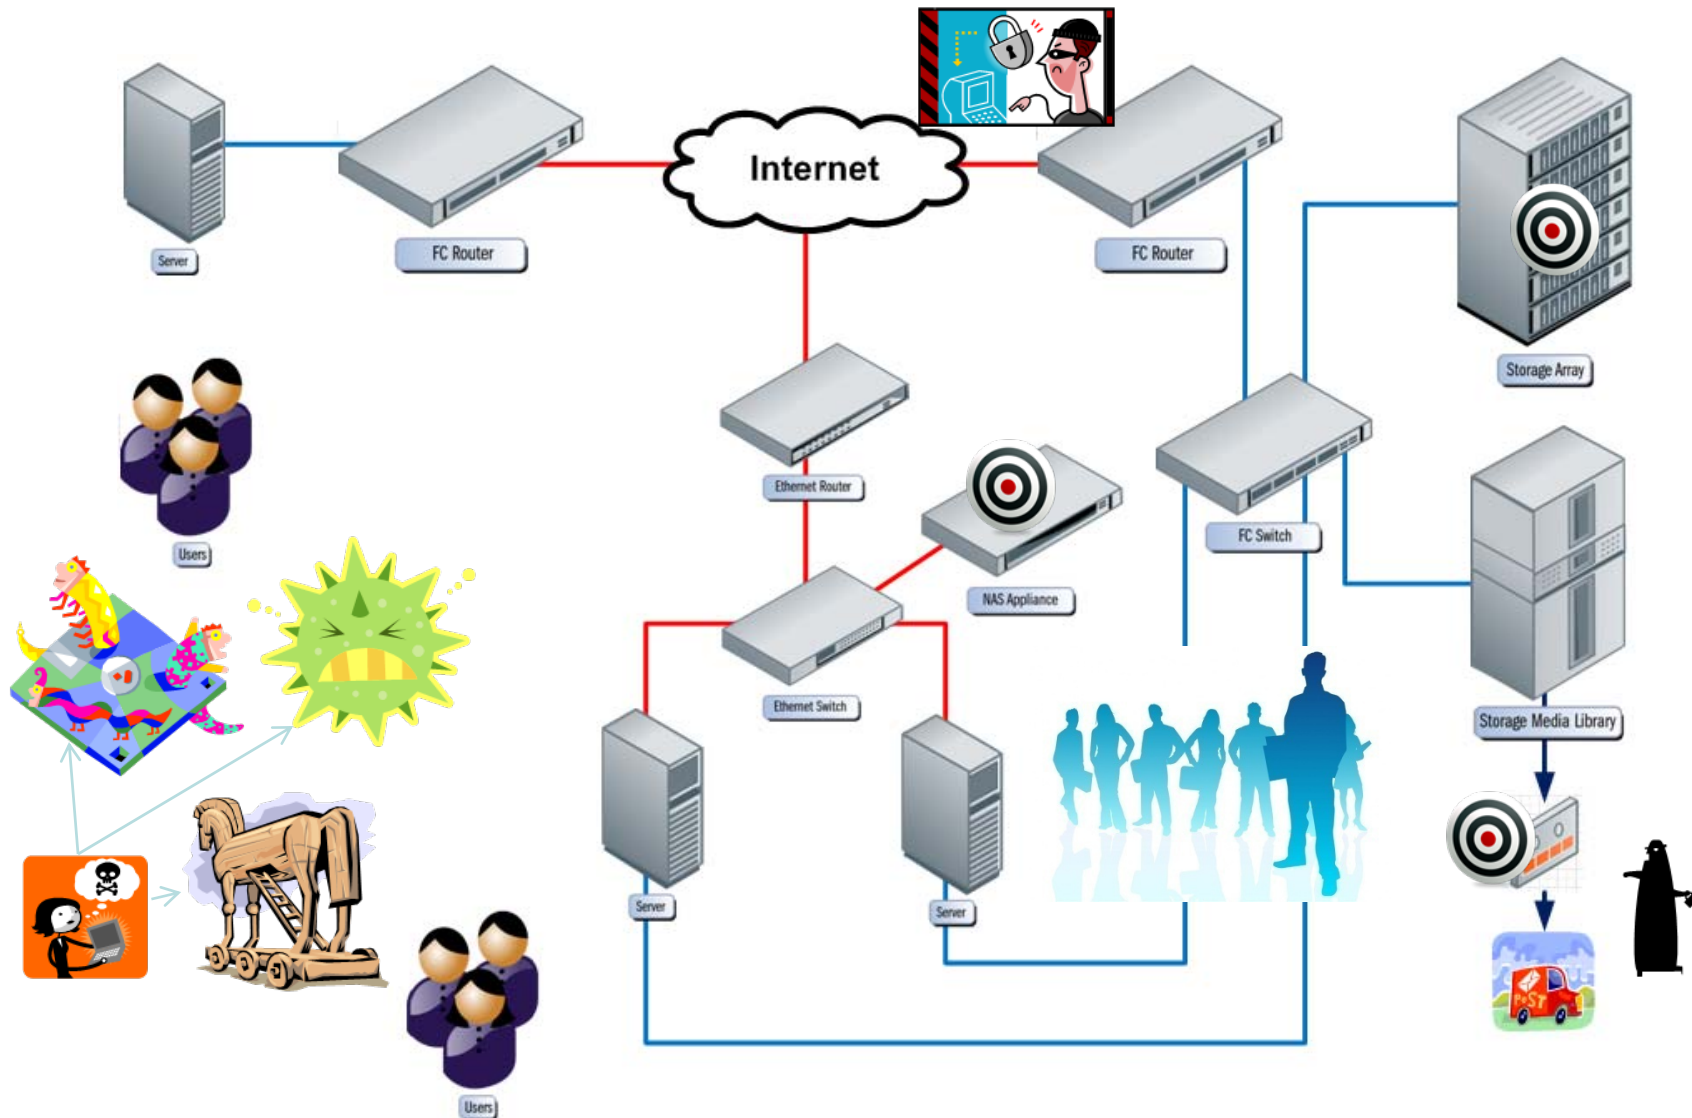 Internet
Server
FC Router
FC Router
Storage Array
Ethernet Router
FC Switch
Users
NAS Appliance
Ethernet Switch
Storage Media Library
Server
Server
POST
Users